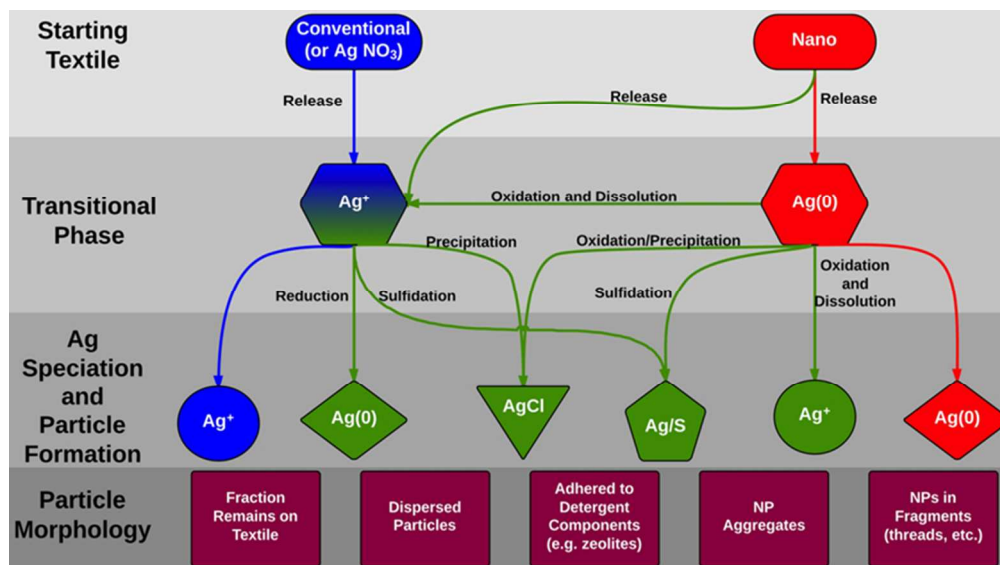 Starting
Textile
Conventional
(or Ag NO₃)
Nano
Release
Release
Release
Transitional
Phase
Ag⁺
Oxidation and Dissolution
Ag(0)
Precipitation
Oxidation/Precipitation
Reduction
Sulfidation
Sulfidation
Oxidation
and
Dissolution
Ag
Speciation
and
Particle
Formation
Ag⁺
Ag(0)
AgCl
Ag/S
Ag⁺
Ag(0)
Particle
Morphology
Fraction
Remains on
Textile
Dispersed
Particles
Adhered to
Detergent
Components
(e.g. zeolites)
NP
Aggregates
NPs in
Fragments
(threads, etc.)